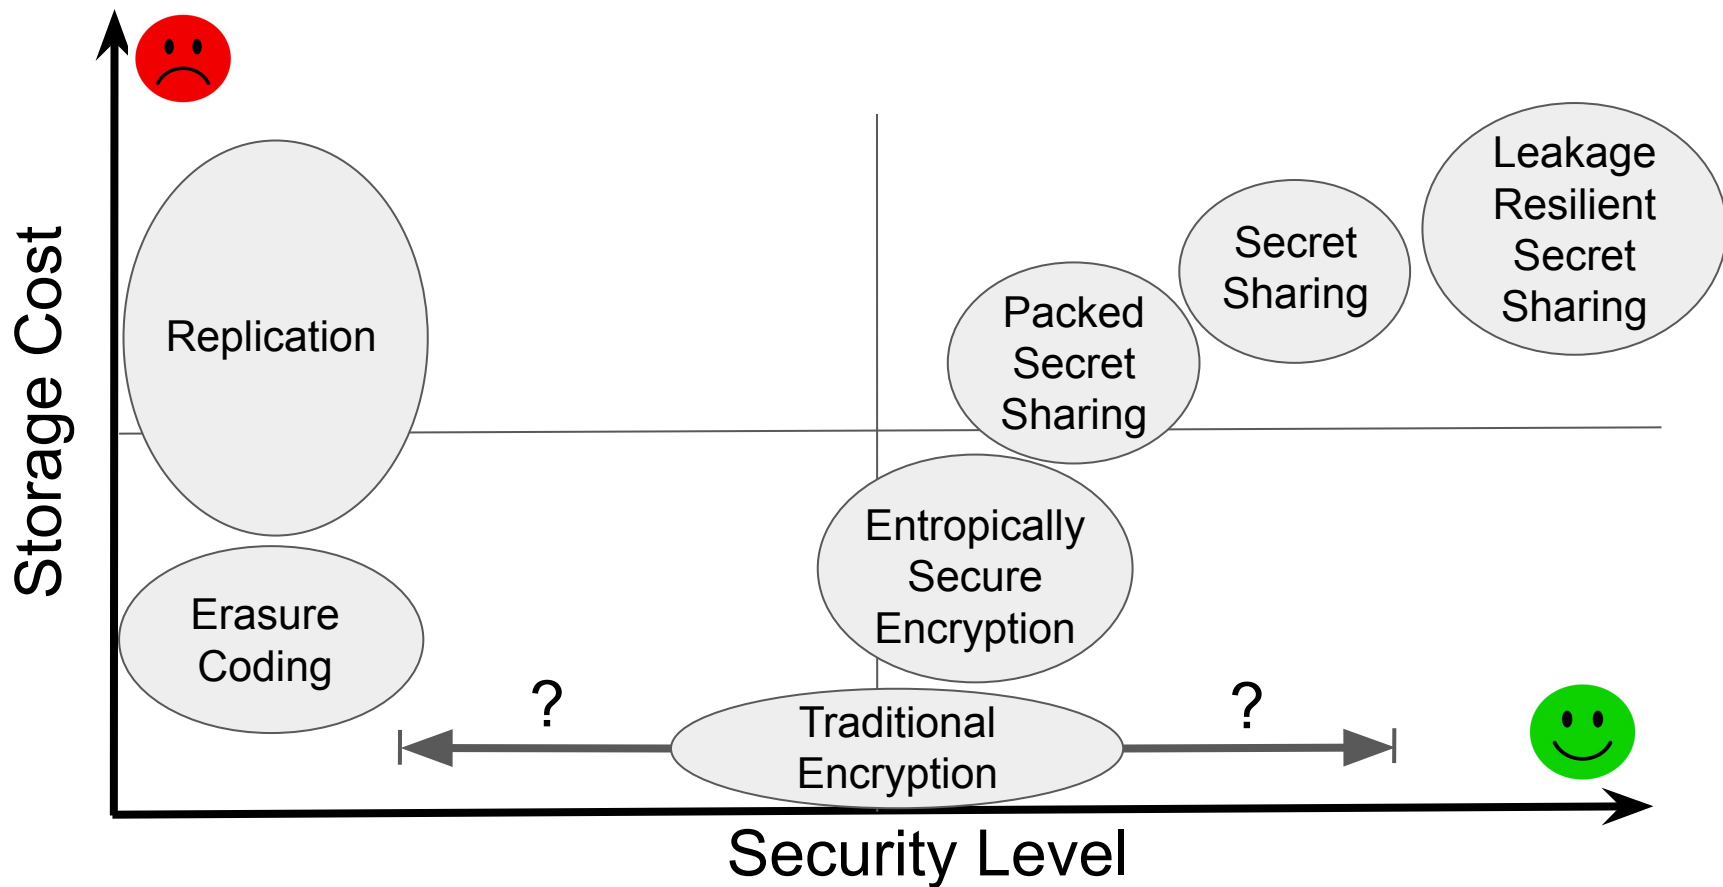 Storage Cost
Replication
Erasure
Coding
Leakage
Resilient
Secret
Sharing
Secret
Sharing
Packed
Secret
Sharing
Entropically
Secure
Encryption
?
Traditional
Encryption
?
Security Level